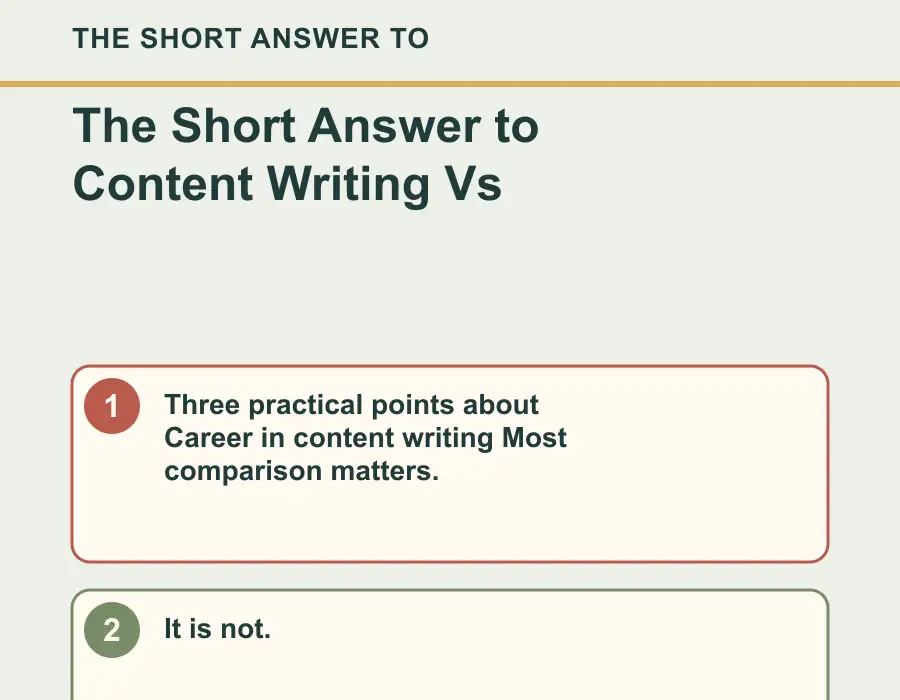 THE SHORT ANSWER TO
The Short Answer to
Content Writing Vs
1
Three practical points about
Career in content writing Most
comparison matters.
2
It is not.